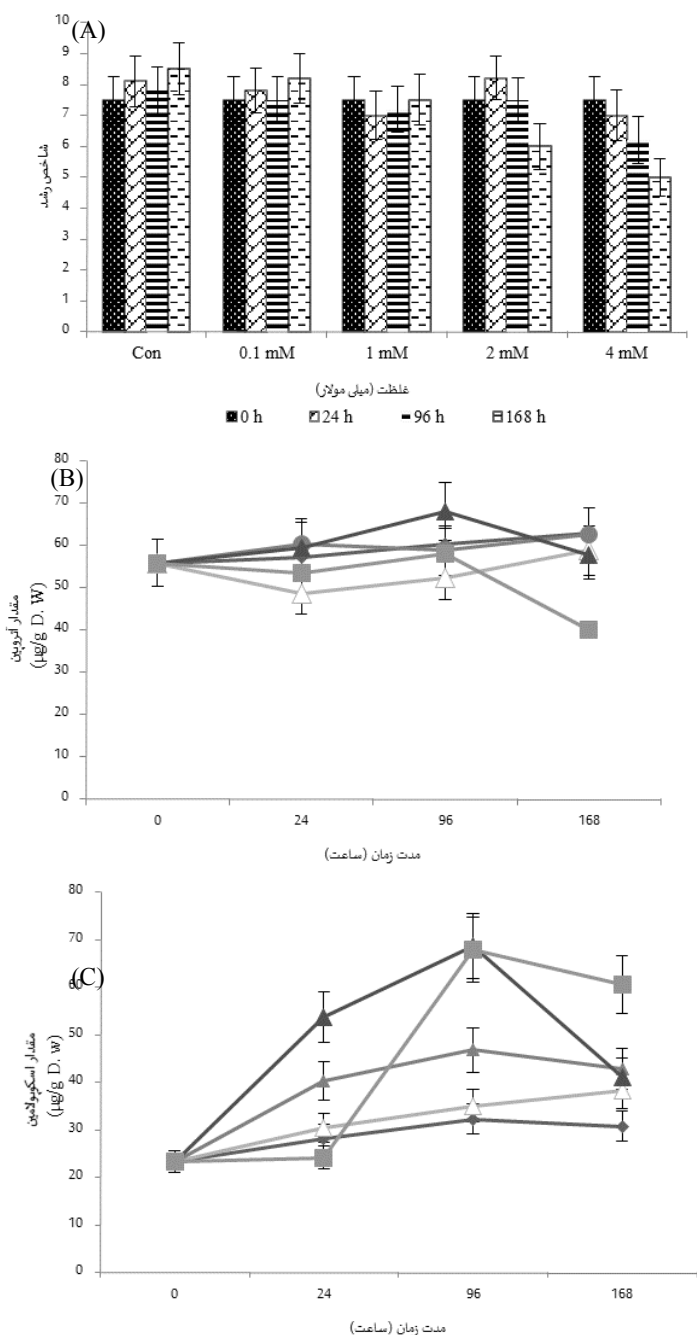 (A)
10
9
8
7
6
5
4
3
2
1
0
شاخص رشد
Con 0.1 mM 1 mM 2 mM 4 mM
غلظت (میلی مولار)
0 h 24 h 96 h 168 h
(B)
80
70
60
50
40
30
20
10
0
مقدار آتروپین
(µg/g D. W)
0 24 96 168
مدت زمان (ساعت)
(C)
80
70
60
50
40
30
20
10
0
مقدار اسکوپولامین
(µg/g D. w)
0 24 96 168
مدت زمان (ساعت)